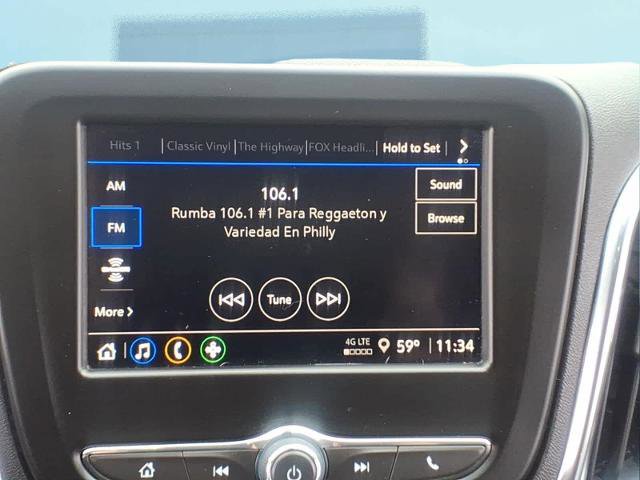 Hits 1 Classic Vinyl The Highway FOX Headli... Hold to Set
AM
106.1
Sound
FM
Rumba 106.1 #1 Para Reggaeton y
Variedad En Philly
Browse
Tune
More
4G LTE
59° 11:34